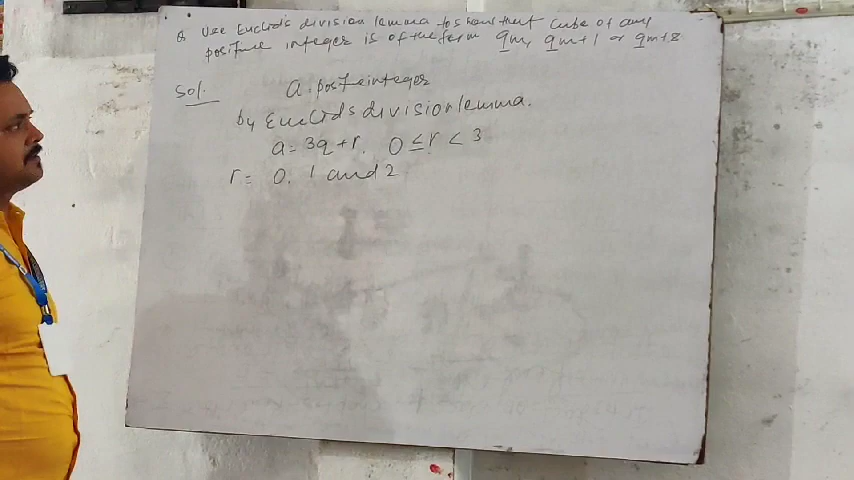 Q Use Euclid's division lemma to show that cube of any
positive integer is of the form 9m, 9m+1 or 9m+8.
Sol. a positive integer
by Euclid's division lemma.
a = 3q + r. 0 ≤ r < 3
r = 0. 1 and 2